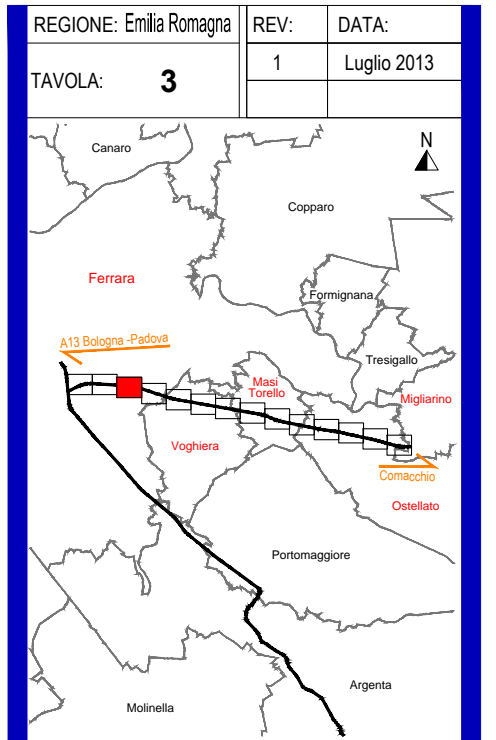 REGIONE: Emilia Romagna
REV:
DATA:
TAVOLA: 3
1
Luglio 2013
Canaro
N
Copparo
Ferrara
Formignana
A13 Bologna -Padova
Tresigallo
Masi
Torello
Migliarino
Voghiera
Comacchio
Ostellato
Portomaggiore
Argenta
Molinella